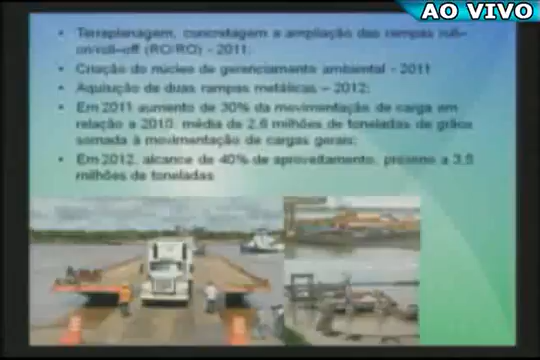 AO VIVO
Terraplanagem, concretagem e ampliação das rampas roll-
on/roll-off (RO/RO) - 2011;
Criação do núcleo de gerenciamento ambiental - 2011
Aquisição de duas rampas metálicas – 2012;
Em 2011 aumento de 30% da movimentação de carga em
relação a 2010, média de 2,6 milhões de toneladas de grãos
somada à movimentação de cargas gerais;
Em 2012, alcance de 40% de aproveitamento, próximo a 3,5
milhões de toneladas